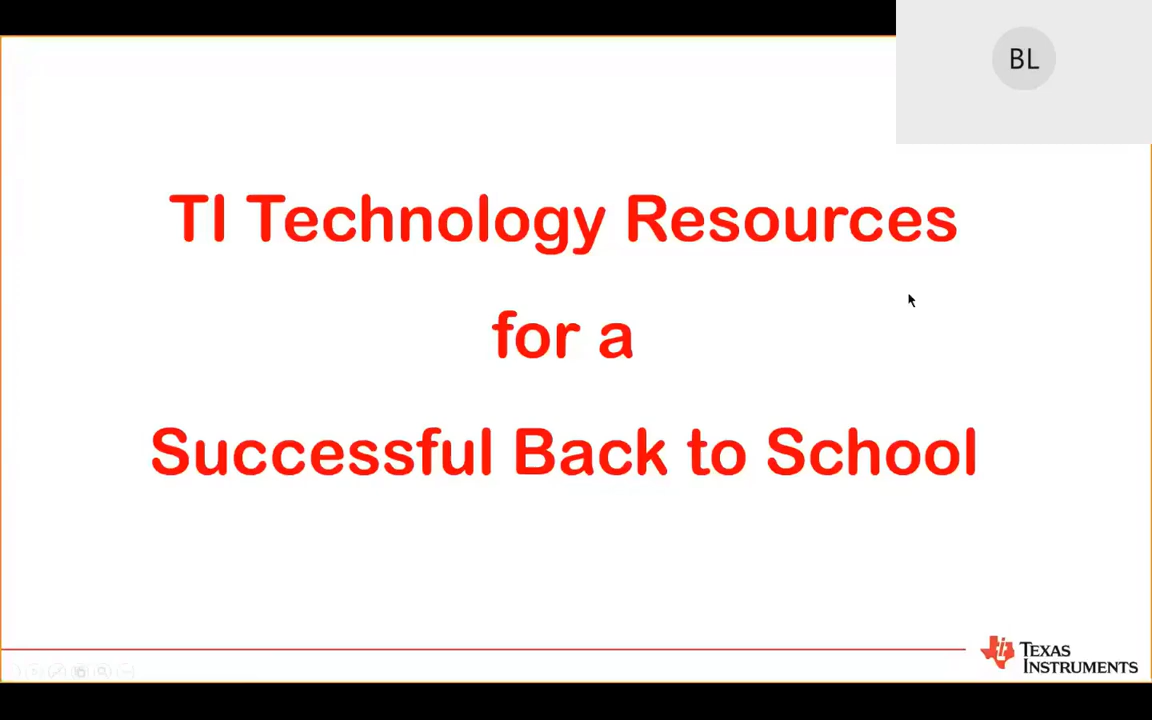 BL
TI Technology Resources
for a
Successful Back to School
TEXAS
INSTRUMENTS